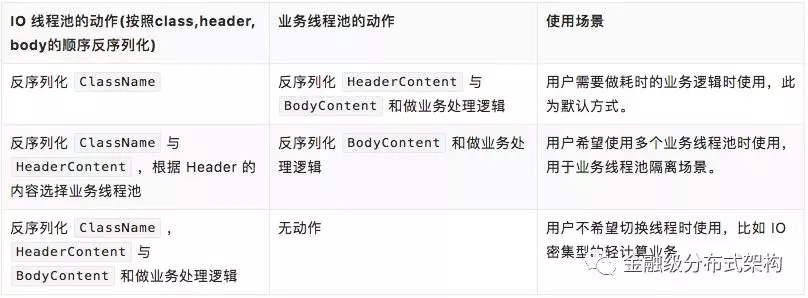 IO 线程池的动作(按照class,header,
body的顺序反序列化)
业务线程池的动作
使用场景
反序列化 ClassName
反序列化 HeaderContent 与
BodyContent 和做业务处理逻辑
用户需要做耗时的业务逻辑时使用，此
为默认方式。
反序列化 ClassName 与
HeaderContent ，根据 Header 的
内容选择业务线程池
反序列化 BodyContent 和做业务处
理逻辑
用户希望使用多个业务线程池时使用，
用于业务线程池隔离场景。
反序列化 ClassName ，
HeaderContent 与
BodyContent 和做业务处理逻辑
无动作
用户不希望切换线程时使用，比如 IO
密集型的轻计算业务
金融级分布式架构